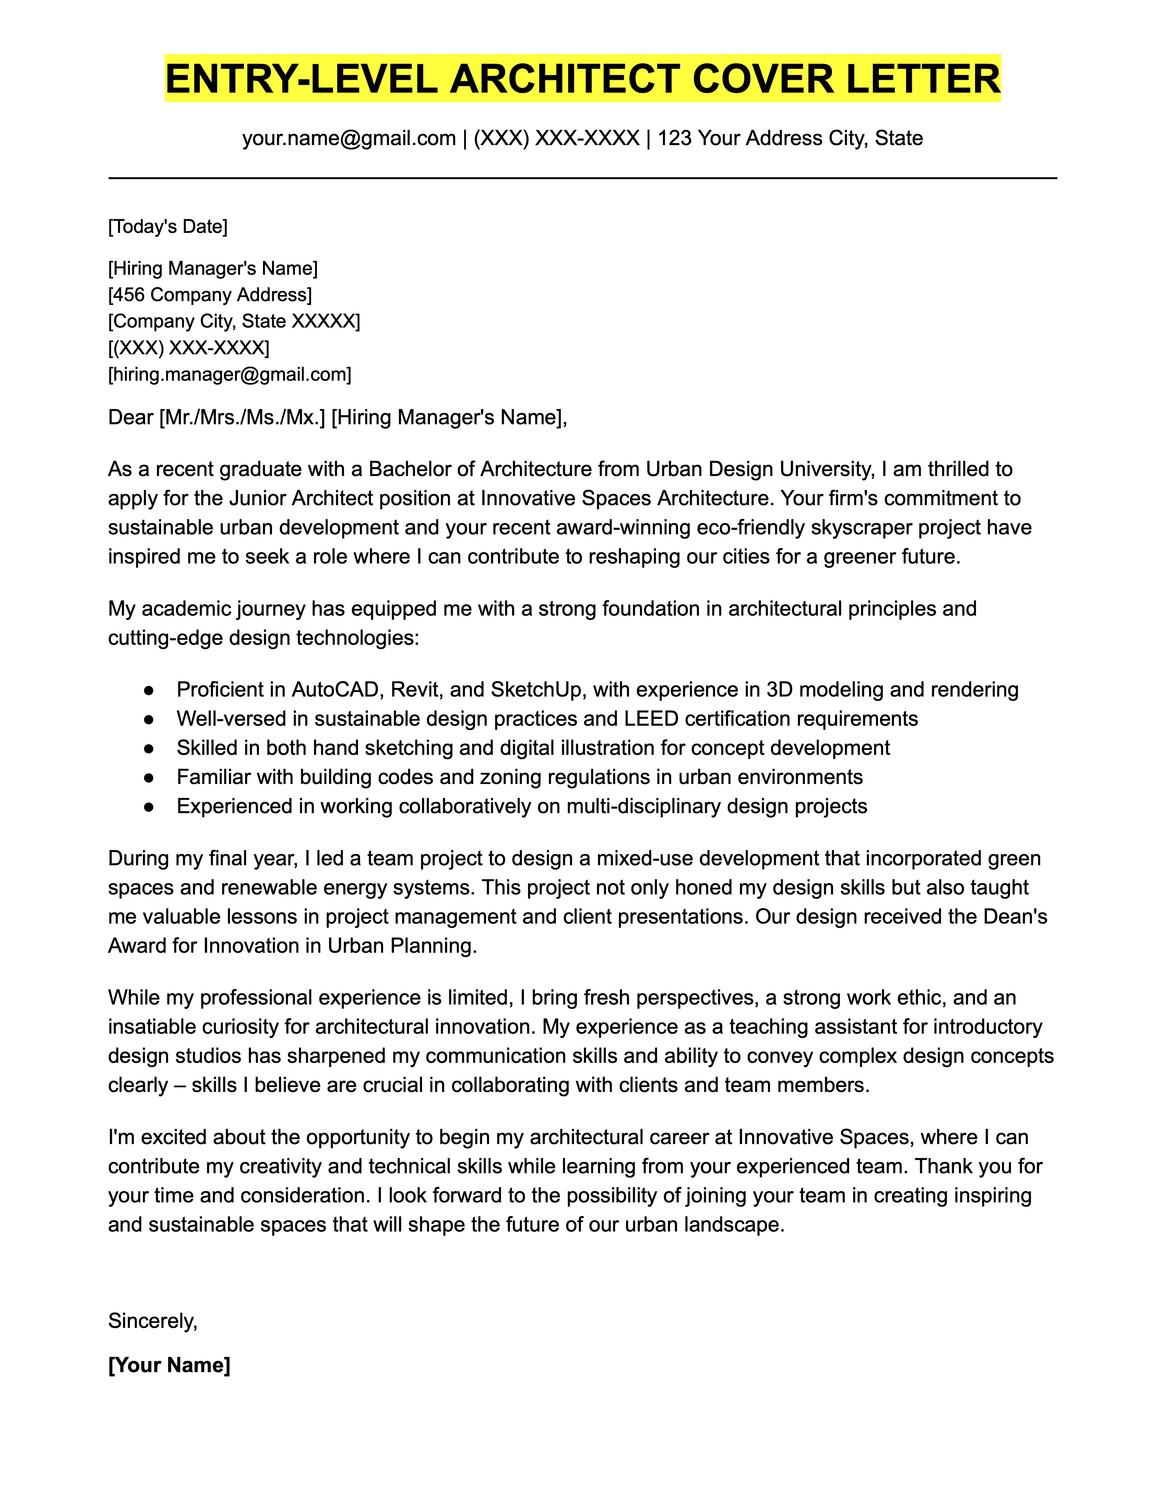 ENTRY-LEVEL ARCHITECT COVER LETTER
your.name@gmail.com | (XXX) XXX-XXXX | 123 Your Address City, State
[Today's Date]
[Hiring Manager's Name]
[456 Company Address]
[Company City, State XXXXX]
[(XXX) XXX-XXXX]
[hiring.manager@gmail.com]
Dear [Mr./Mrs./Ms./Mx.] [Hiring Manager's Name],
As a recent graduate with a Bachelor of Architecture from Urban Design University, I am thrilled to
apply for the Junior Architect position at Innovative Spaces Architecture. Your firm's commitment to
sustainable urban development and your recent award-winning eco-friendly skyscraper project have
inspired me to seek a role where I can contribute to reshaping our cities for a greener future.
My academic journey has equipped me with a strong foundation in architectural principles and
cutting-edge design technologies:
● Proficient in AutoCAD, Revit, and SketchUp, with experience in 3D modeling and rendering
● Well-versed in sustainable design practices and LEED certification requirements
● Skilled in both hand sketching and digital illustration for concept development
● Familiar with building codes and zoning regulations in urban environments
● Experienced in working collaboratively on multi-disciplinary design projects
During my final year, I led a team project to design a mixed-use development that incorporated green
spaces and renewable energy systems. This project not only honed my design skills but also taught
me valuable lessons in project management and client presentations. Our design received the Dean's
Award for Innovation in Urban Planning.
While my professional experience is limited, I bring fresh perspectives, a strong work ethic, and an
insatiable curiosity for architectural innovation. My experience as a teaching assistant for introductory
design studios has sharpened my communication skills and ability to convey complex design concepts
clearly – skills I believe are crucial in collaborating with clients and team members.
I'm excited about the opportunity to begin my architectural career at Innovative Spaces, where I can
contribute my creativity and technical skills while learning from your experienced team. Thank you for
your time and consideration. I look forward to the possibility of joining your team in creating inspiring
and sustainable spaces that will shape the future of our urban landscape.
Sincerely,
[Your Name]